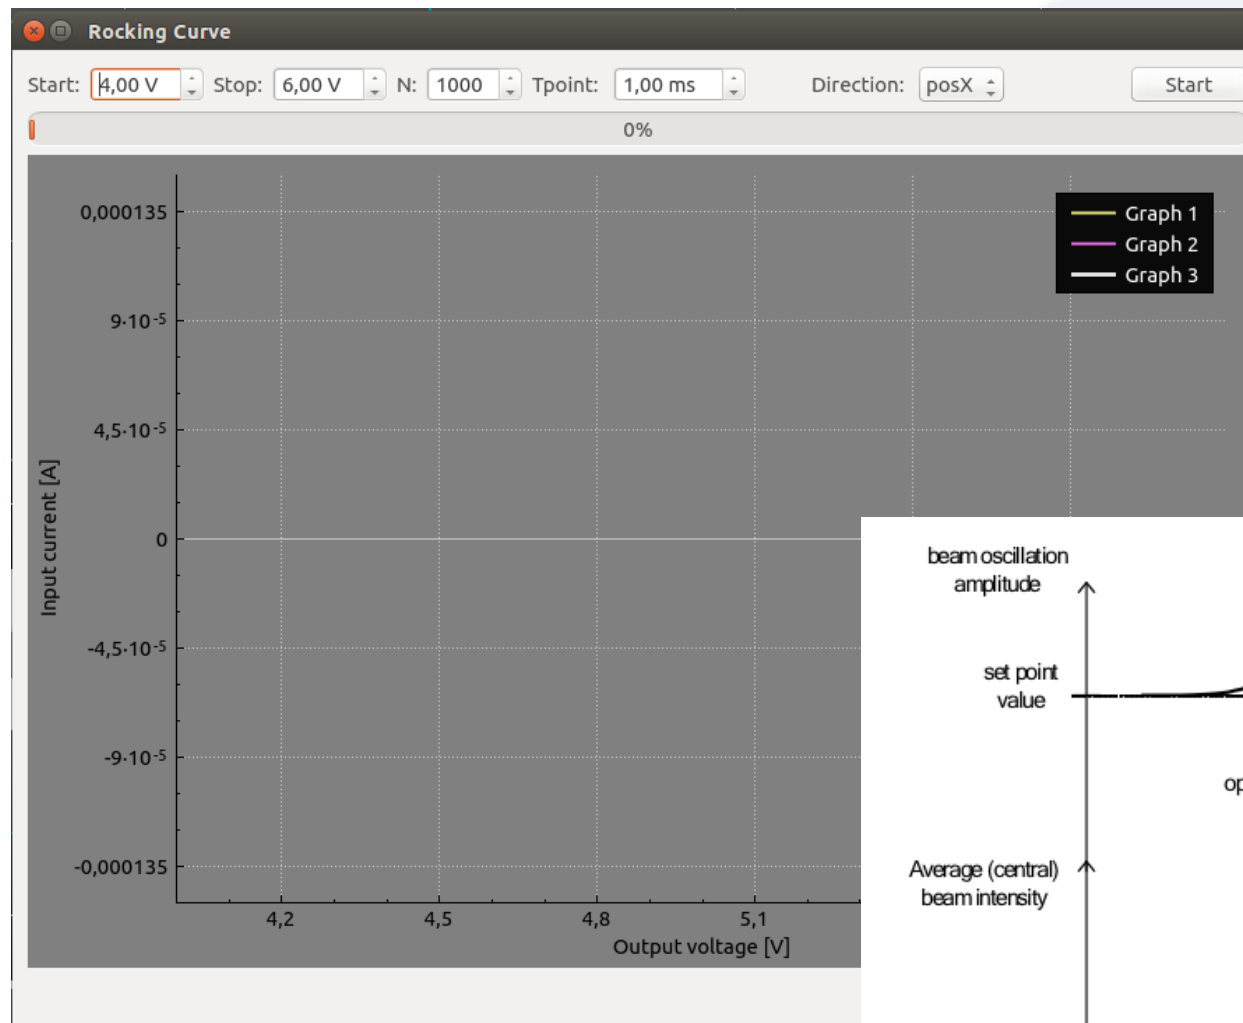 Rocking Curve
Start: 4,00 V Stop: 6,00 V N: 1000 Tpoint: 1,00 ms Direction: posX Start
0%
Graph 1
Graph 2
Graph 3
0,000135
9·10⁻⁵
4,5·10⁻⁵
0
-4,5·10⁻⁵
-9·10⁻⁵
-0,000135
Input current [A]
4,2 4,5 4,8 5,1
Output voltage [V]
beam oscillation
amplitude
set point
value
op
Average (central)
beam intensity